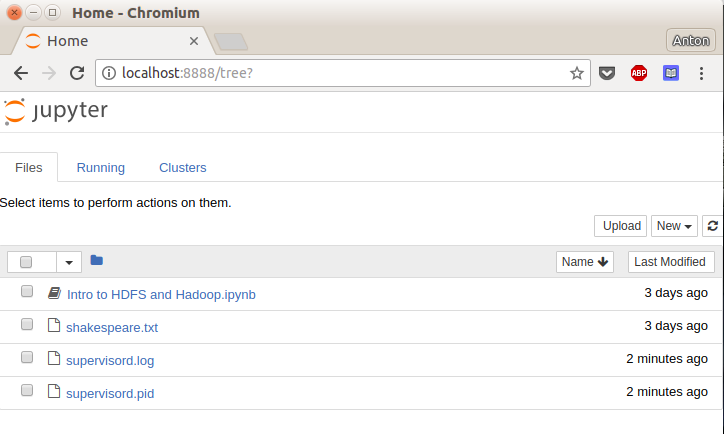 Home - Chromium
Home
Anton
localhost:8888/tree?
ABP
jupyter
Files Running Clusters
Select items to perform actions on them.
Upload New
Name Last Modified
Intro to HDFS and Hadoop.ipynb 3 days ago
shakespeare.txt 3 days ago
supervisord.log 2 minutes ago
supervisord.pid 2 minutes ago